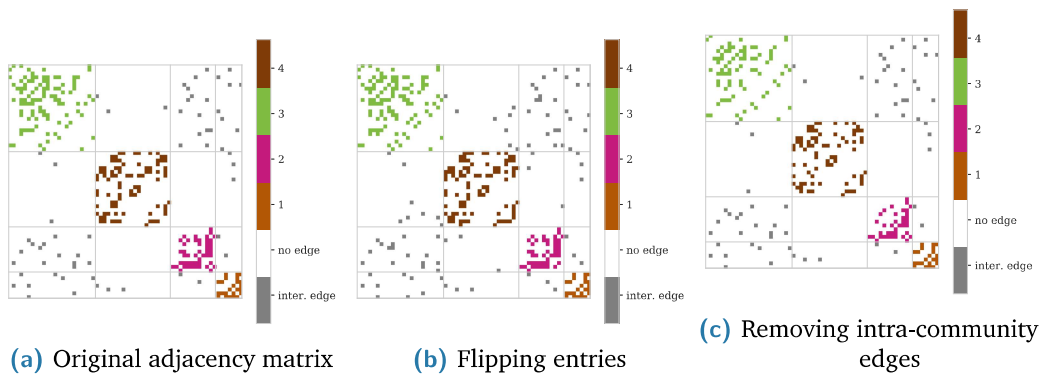 4
3
2
1
no edge
inter. edge
(a) Original adjacency matrix
4
3
2
1
no edge
inter. edge
(b) Flipping entries
4
3
2
1
no edge
inter. edge
(c) Removing intra-community
edges